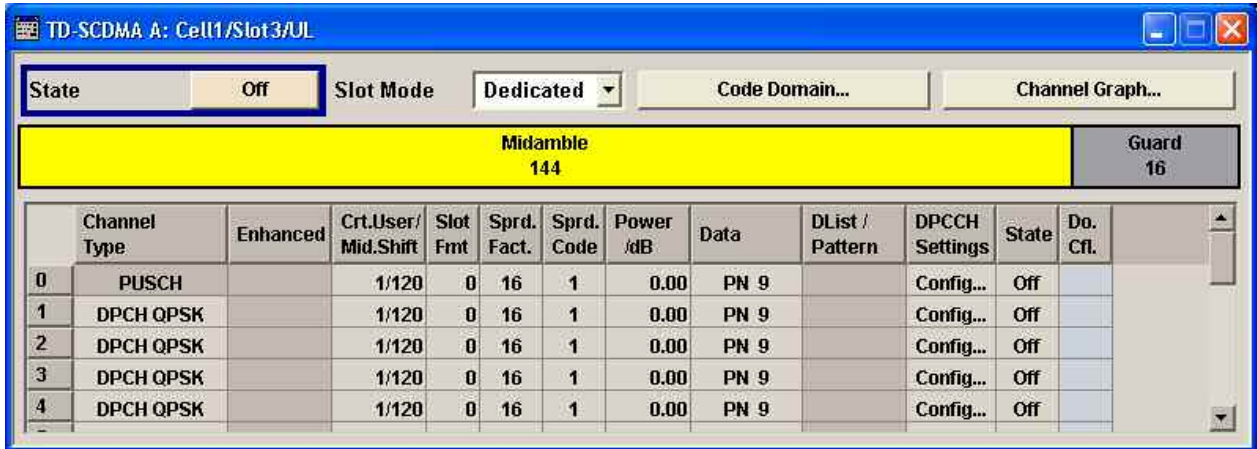 TD-SCDMA A: Cell1/Slot3/UL
State Off Slot Mode Dedicated Code Domain... Channel Graph...
Midamble Guard
144 16
Channel Type Enhanced Crt.User/ Mid.Shift Slot Fmt Sprd. Fact. Sprd. Code Power /dB Data DList / Pattern DPCCH Settings State Do. Cfl.
0 PUSCH 1/120 0 16 1 0.00 PN 9 Config... Off
1 DPCH QPSK 1/120 0 16 1 0.00 PN 9 Config... Off
2 DPCH QPSK 1/120 0 16 1 0.00 PN 9 Config... Off
3 DPCH QPSK 1/120 0 16 1 0.00 PN 9 Config... Off
4 DPCH QPSK 1/120 0 16 1 0.00 PN 9 Config... Off